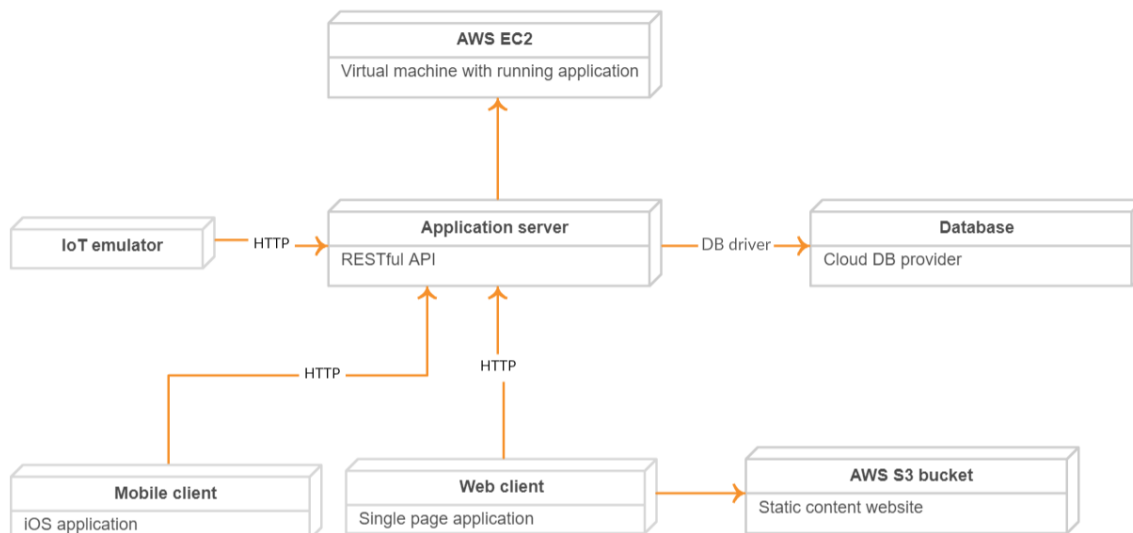 AWS EC2
Virtual machine with running application
IoT emulator
HTTP
Application server
RESTful API
DB driver
Database
Cloud DB provider
HTTP
HTTP
Mobile client
iOS application
Web client
Single page application
AWS S3 bucket
Static content website